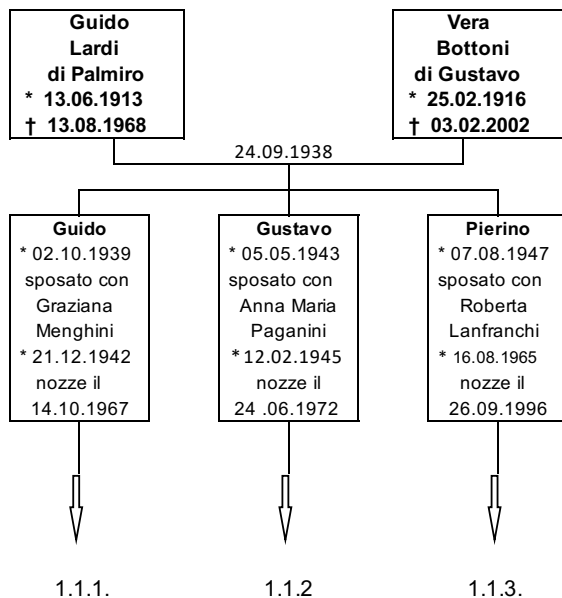 Guido
Lardi
di Palmiro
* 13.06.1913
† 13.08.1968
Vera
Bottoni
di Gustavo
* 25.02.1916
† 03.02.2002
24.09.1938
Guido
* 02.10.1939
sposato con
Graziana
Menghini
* 21.12.1942
nozze il
14.10.1967
Gustavo
* 05.05.1943
sposato con
Anna Maria
Paganini
* 12.02.1945
nozze il
24 .06.1972
Pierino
* 07.08.1947
sposato con
Roberta
Lanfranchi
* 16.08.1965
nozze il
26.09.1996
1.1.1.
1.1.2
1.1.3.